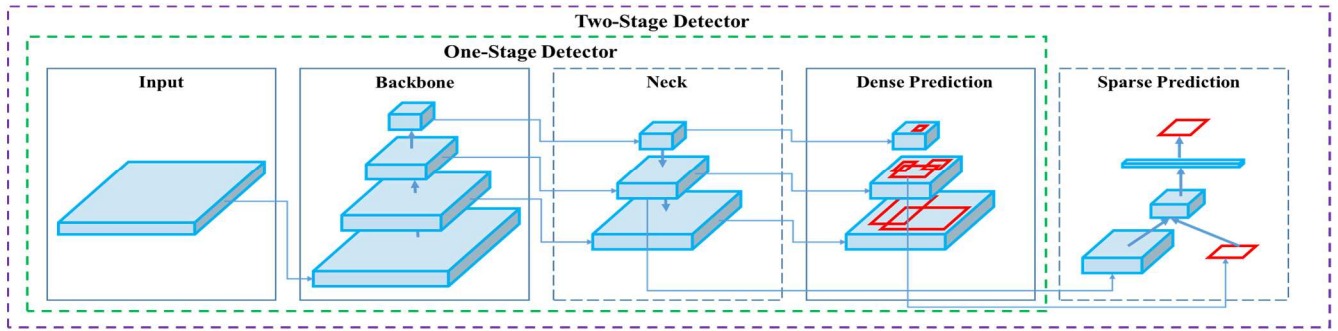 Two-Stage Detector
One-Stage Detector
Input
Backbone
Neck
Dense Prediction
Sparse Prediction